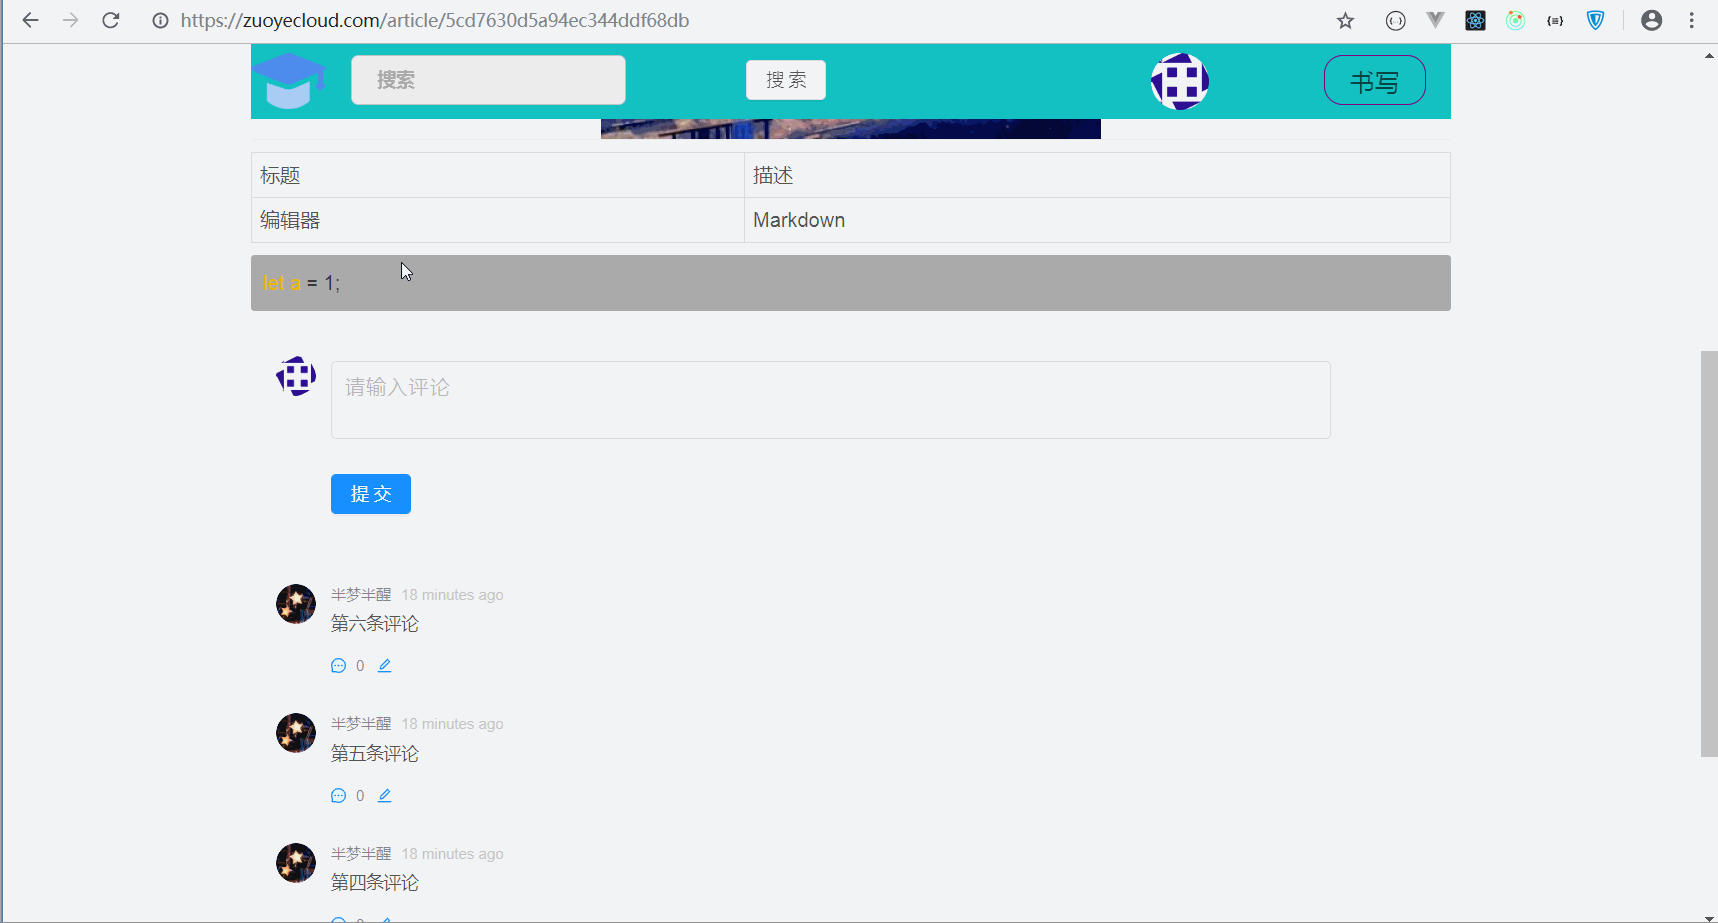 https://zuoyecloud.com/article/5cd7630d5a94ec344ddf68db
搜索
搜 索
书写
标题 描述
编辑器 Markdown
let a = 1;
请输入评论
提 交
半梦半醒 18 minutes ago
第六条评论
0
半梦半醒 18 minutes ago
第五条评论
0
半梦半醒 18 minutes ago
第四条评论